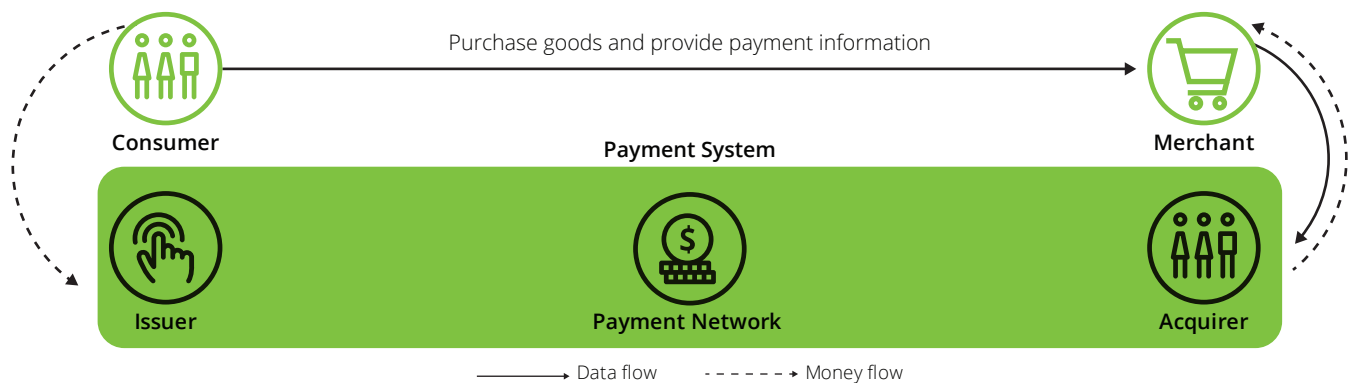 Purchase goods and provide payment information
Consumer
Merchant
Payment System
$
Issuer
Payment Network
Acquirer
Data flow
Money flow